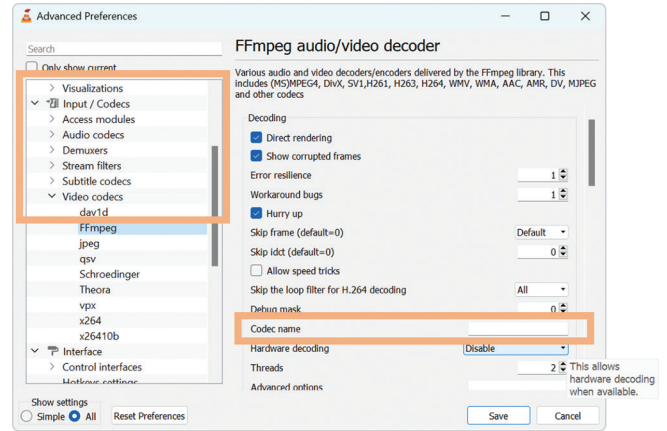 Advanced Preferences
Search
Only show current
Visualizations
Input / Codecs
Access modules
Audio codecs
Demuxers
Stream filters
Subtitle codecs
Video codecs
dav1d
FFmpeg
jpeg
qsv
Schroedinger
Theora
vpx
x264
x26410b
Interface
Control interfaces
Hotkeys settings
Show settings
Simple
All
Reset Preferences
FFmpeg audio/video decoder
Various audio and video decoders/encoders delivered by the FFmpeg library. This
includes (MS)MPEG4, DivX, SV1,H261, H263, H264, WMV, WMA, AAC, AMR, DV, MJPEG
and other codecs
Decoding
Direct rendering
Show corrupted frames
Error resilience 1
Workaround bugs 1
Hurry up
Skip frame (default=0) Default
Skip idct (default=0) 0
Allow speed tricks
Skip the loop filter for H.264 decoding All
Debug mask 0
Codec name
Hardware decoding Disable
Threads 2
Advanced options
This allows
hardware decoding
when available.
Save
Cancel